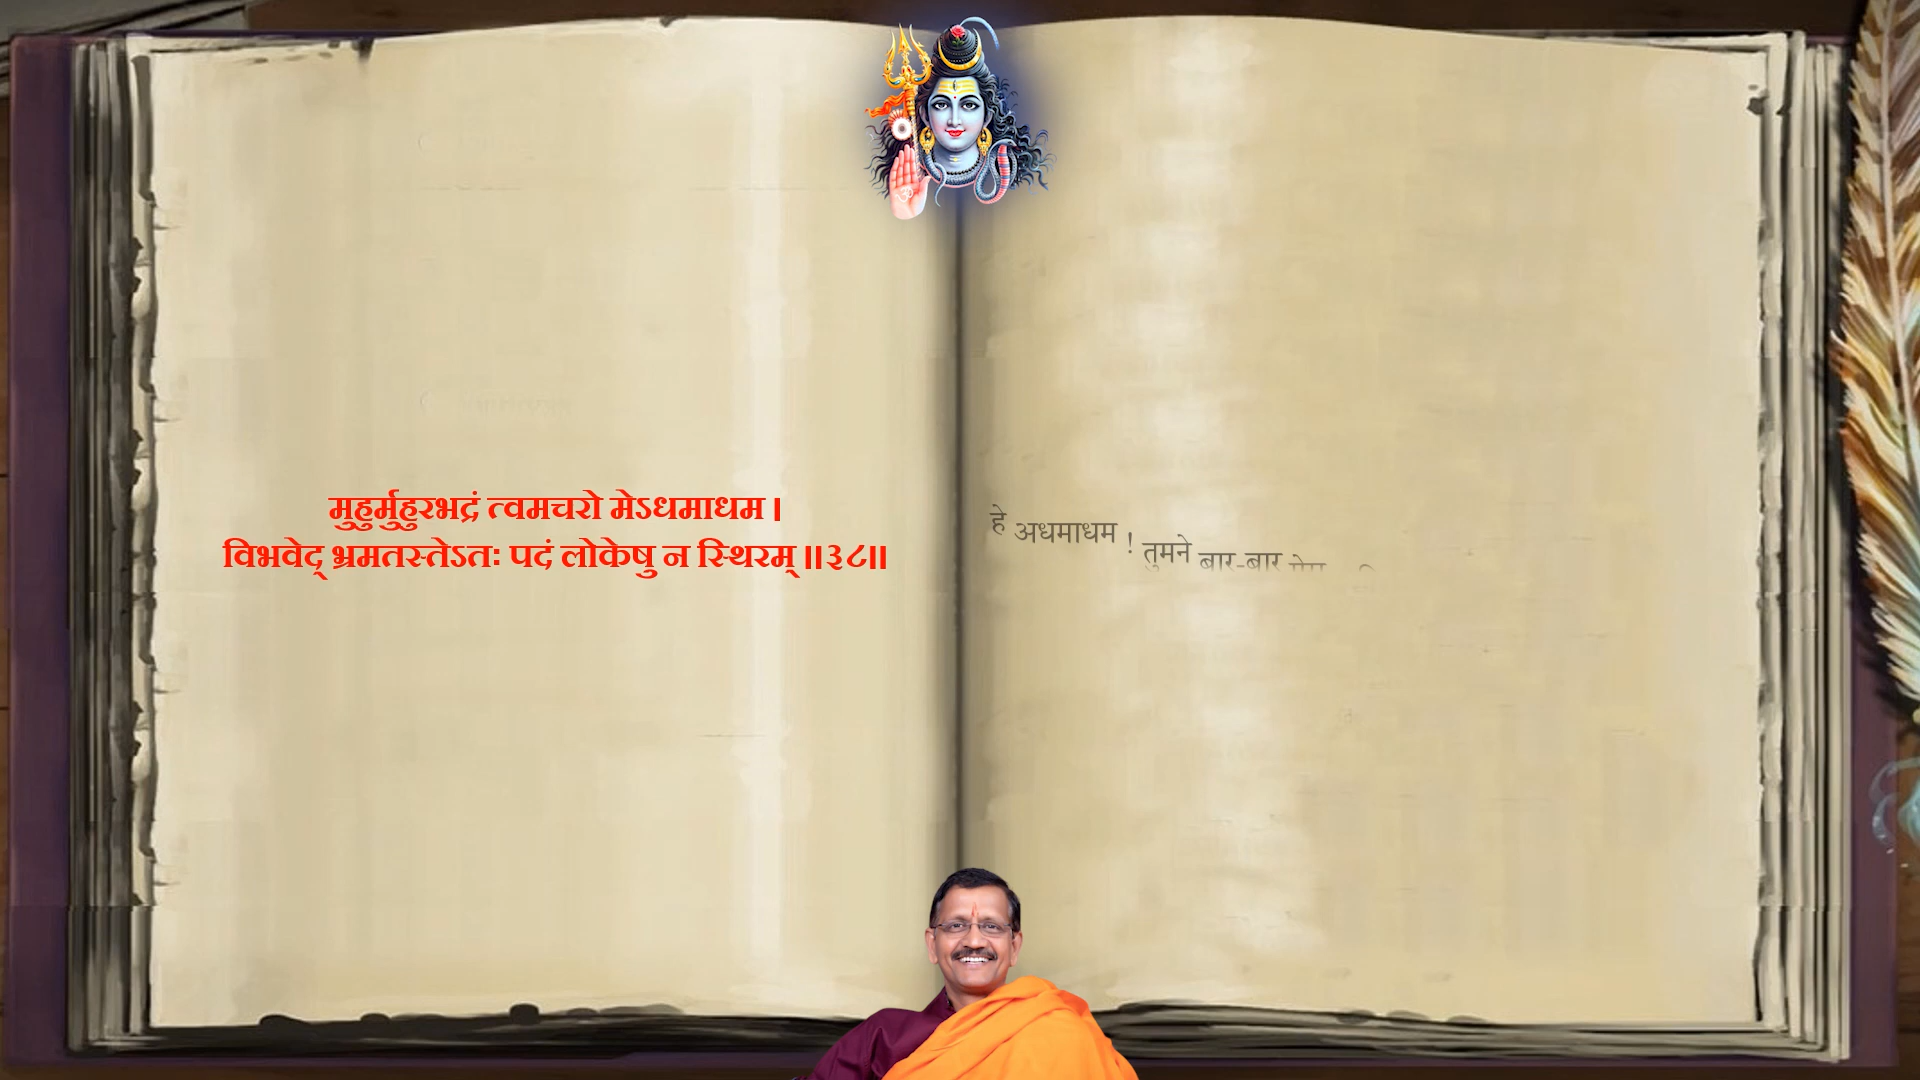 मुहुर्मुहुरभद्रं त्वमचरो मेऽधमाधम ।
विभवेद् भ्रमतस्तेऽतः पदं लोकेषु न स्थिरम् ॥३८॥
हे अधमाधम ! तुमने बार-बार